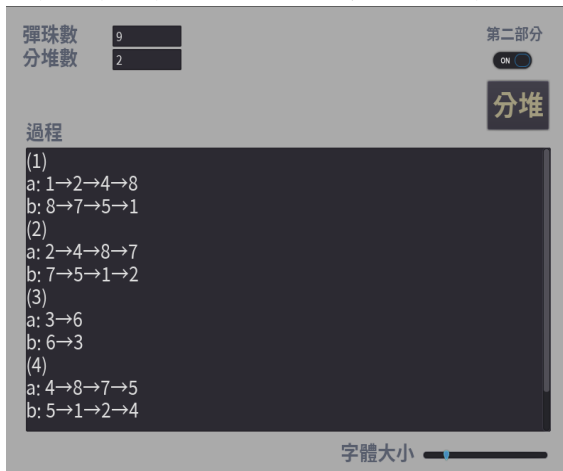 彈珠數 9
分堆數 2
第二部分
ON
分堆
過程
(1)
a: 1→2→4→8
b: 8→7→5→1
(2)
a: 2→4→8→7
b: 7→5→1→2
(3)
a: 3→6
b: 6→3
(4)
a: 4→8→7→5
b: 5→1→2→4
字體大小